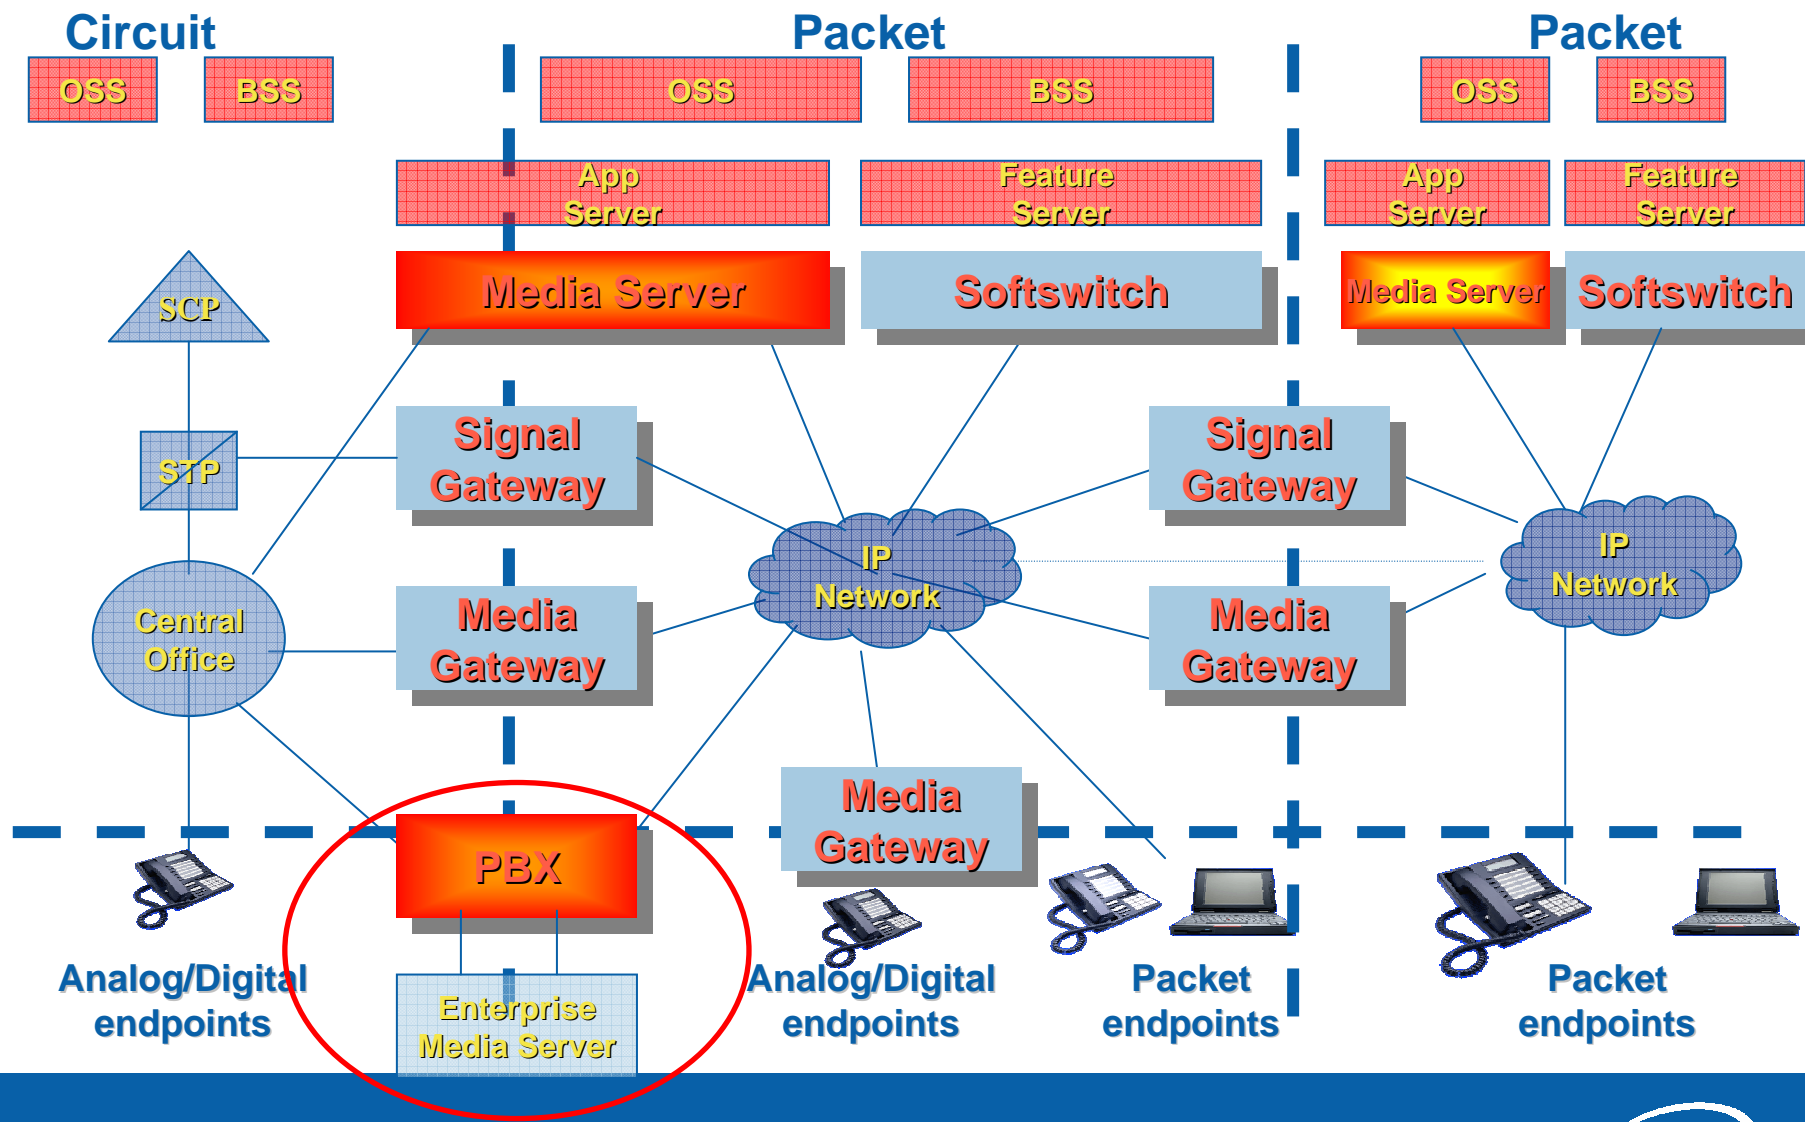 Circuit
Packet
Packet
OSS
BSS
OSS
BSS
OSS
BSS
App
Server
Feature
Server
App
Server
Feature
Server
SCP
Media Server
Softswitch
Media Server
Softswitch
STP
Signal
Gateway
Signal
Gateway
IP
Network
IP
Network
Central
Office
Media
Gateway
Media
Gateway
Media
Gateway
PBX
Analog/Digital
endpoints
Enterprise
Media Server
Analog/Digital
endpoints
Packet
endpoints
Packet
endpoints